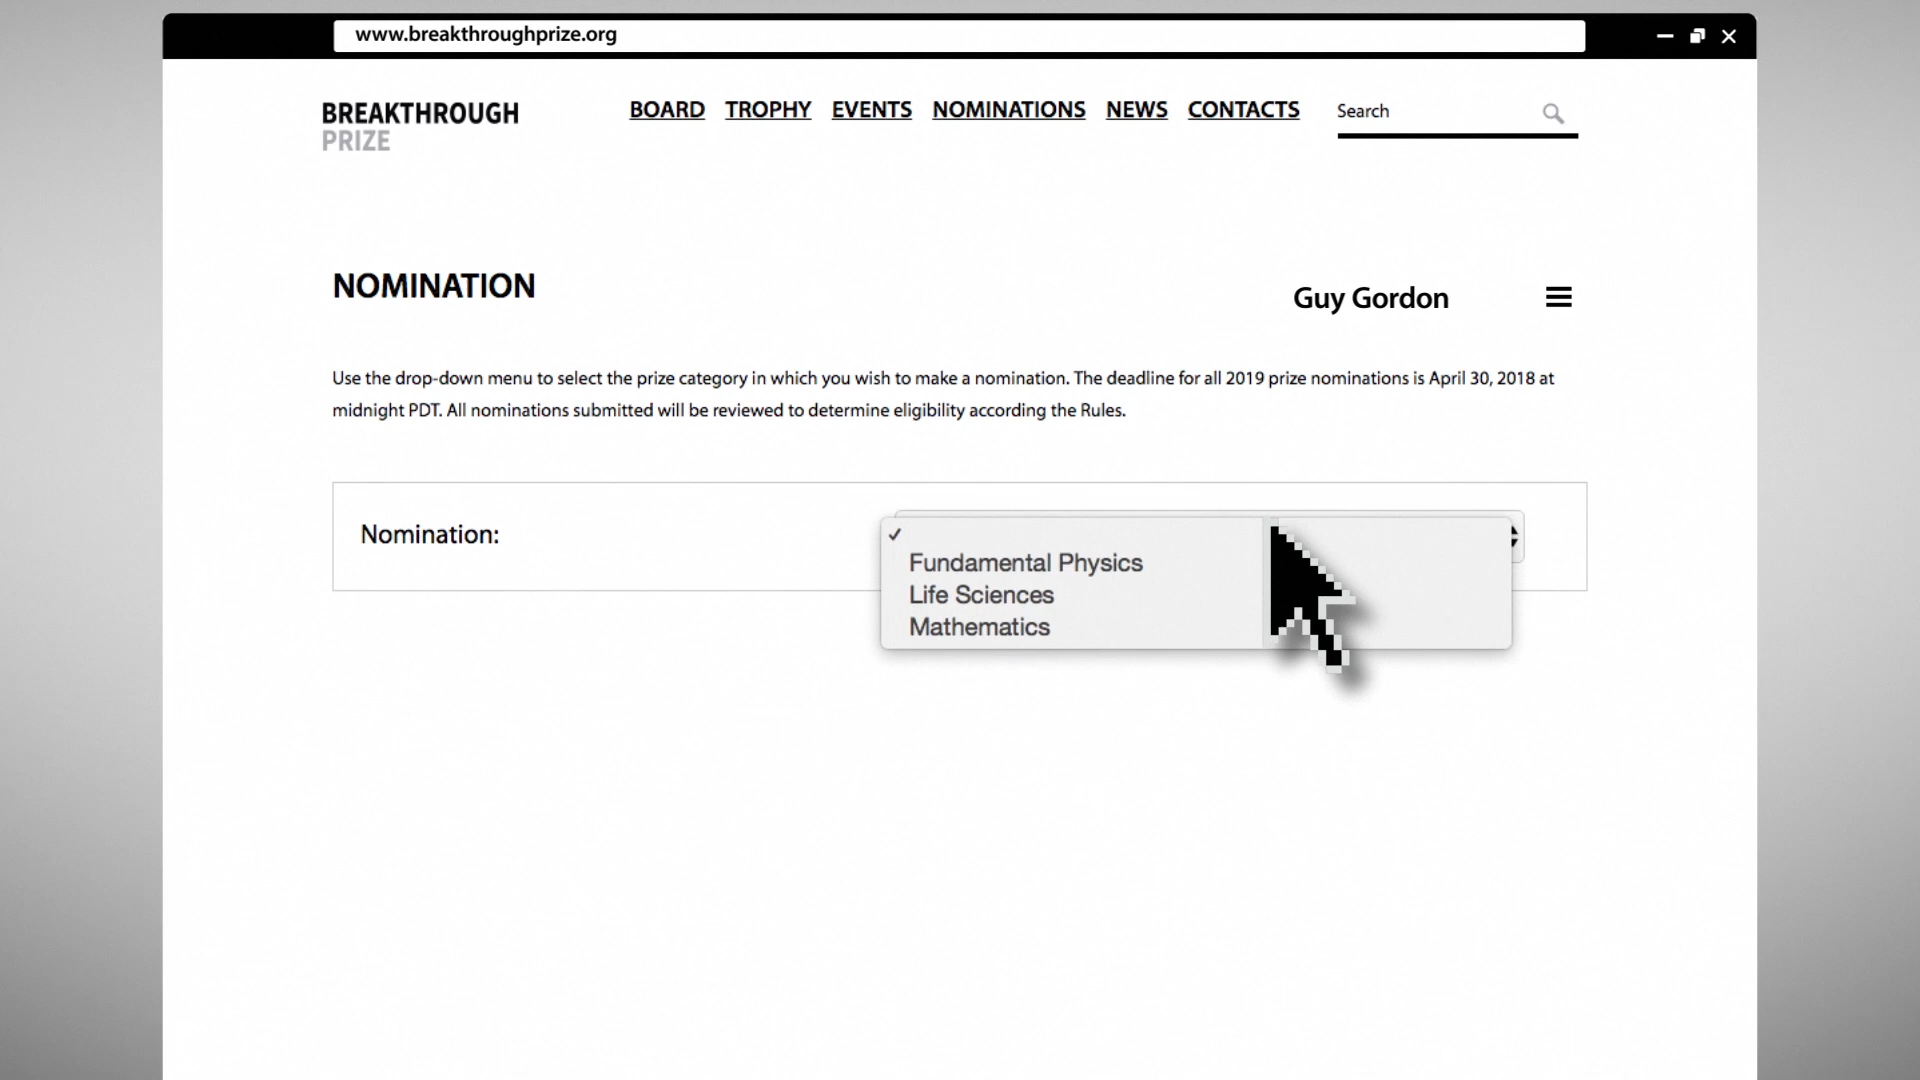 www.breakthroughprize.org
BREAKTHROUGH
PRIZE
BOARD TROPHY EVENTS NOMINATIONS NEWS CONTACTS
Search
NOMINATION
Guy Gordon
Use the drop-down menu to select the prize category in which you wish to make a nomination. The deadline for all 2019 prize nominations is April 30, 2018 at
midnight PDT. All nominations submitted will be reviewed to determine eligibility according the Rules.
Nomination:
Fundamental Physics
Life Sciences
Mathematics